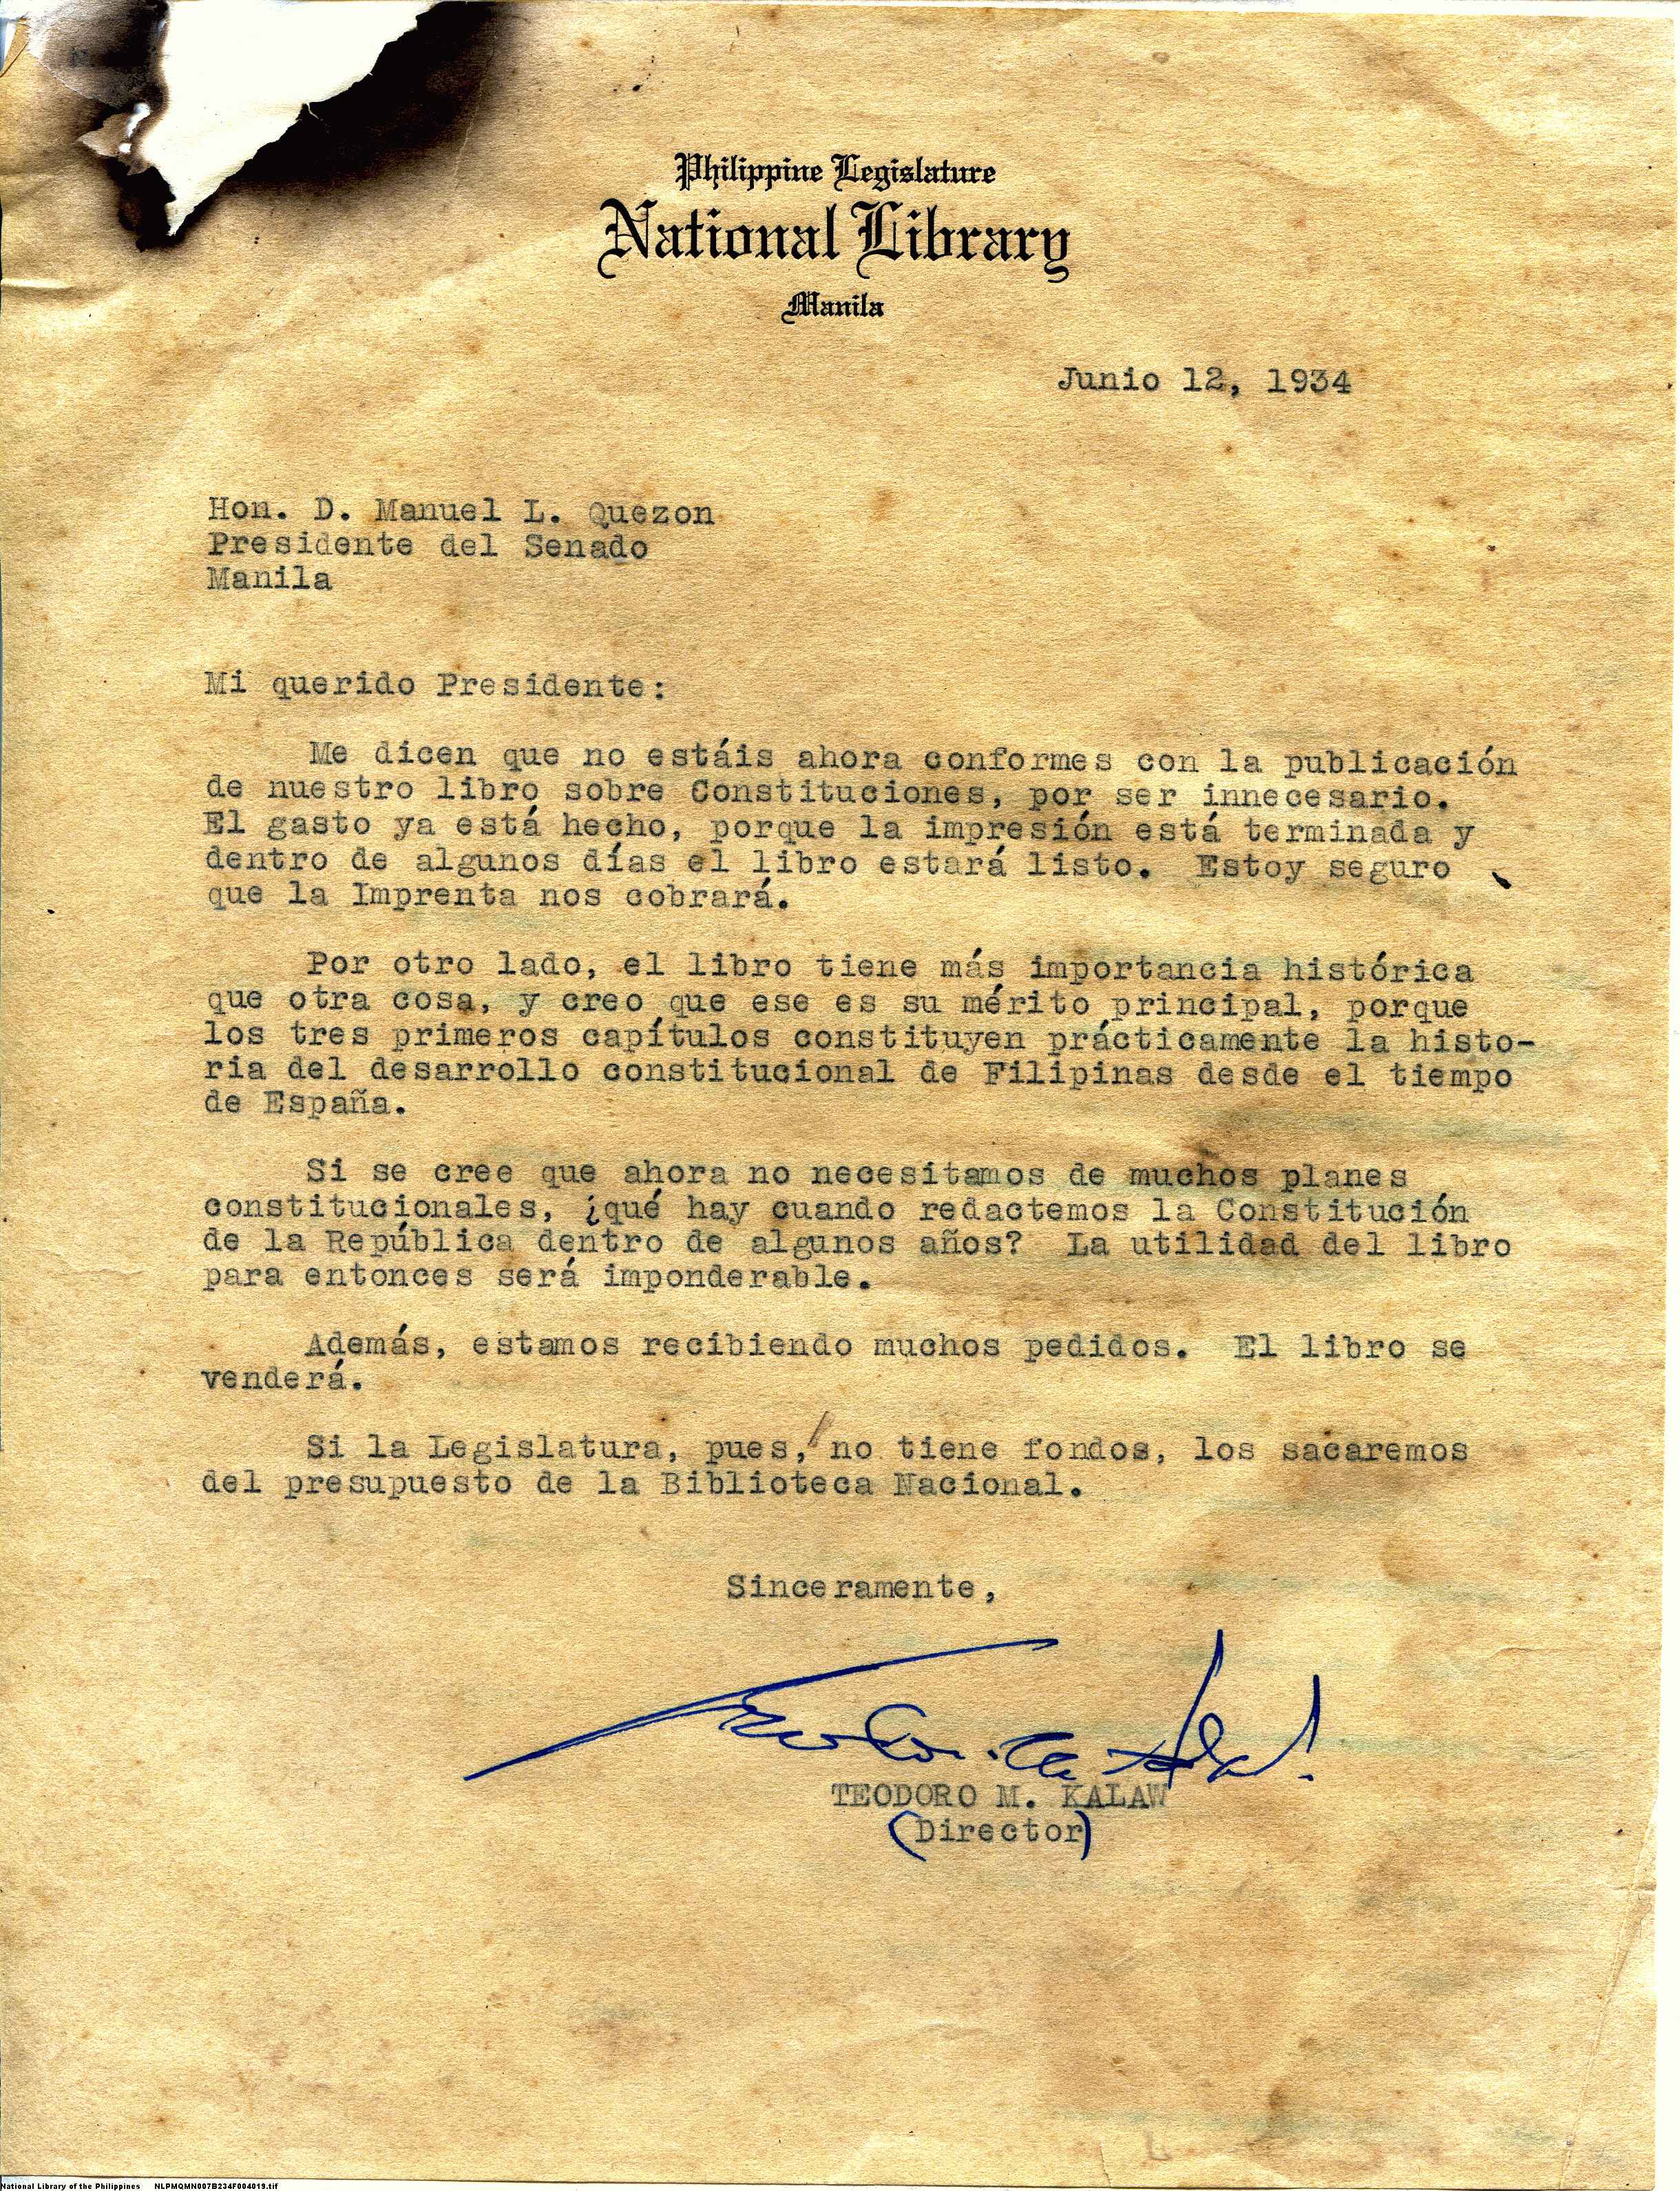 Philippine Legislature
National Library
Manila
Junio 12, 1934
Hon. D. Manuel L. Quezon
Presidente del Senado
Manila
Mi querido Presidente:
Me dicen que no estáis ahora conformes con la publicación
de nuestro libro sobre Constituciones, por ser innecesario.
El gasto ya está hecho, porque la impresión está terminada y
dentro de algunos días el libro estará listo. Estoy seguro
que la Imprenta nos cobrará.
Por otro lado, el libro tiene más importancia histórica
que otra cosa, y creo que ese es su mérito principal, porque
los tres primeros capítulos constituyen prácticamente la histo-
ria del desarrollo constitucional de Filipinas desde el tiempo
de España.
Si se cree que ahora no necesitamos de muchos planes
constitucionales, ¿qué hay cuando redactemos la Constitución
de la República dentro de algunos años? La utilidad del libro
para entonces será imponderable.
Además, estamos recibiendo muchos pedidos. El libro se
venderá.
Si la Legislatura, pues, no tiene fondos, los sacaremos
del presupuesto de la Biblioteca Nacional.
Sinceramente,
TEODORO M. KALAW
(Director)
National Library of the Philippines NLPMQMN007B234F004019.tif